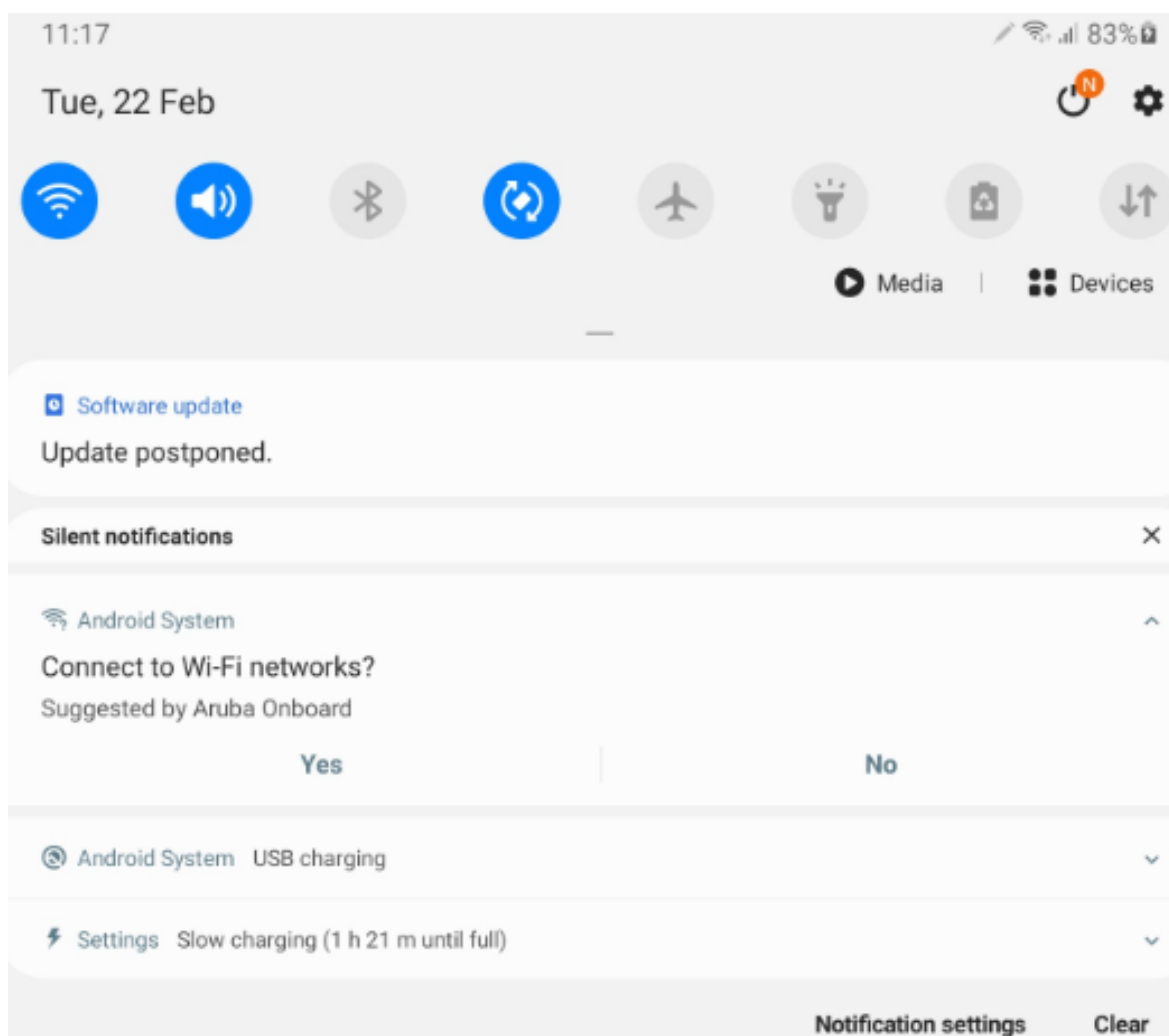 11:17 83%
Tue, 22 Feb N
Media | Devices
Software update
Update postponed.
Silent notifications
Android System
Connect to Wi-Fi networks?
Suggested by Aruba Onboard
Yes No
Android System USB charging
Settings Slow charging (1 h 21 m until full)
Notification settings Clear